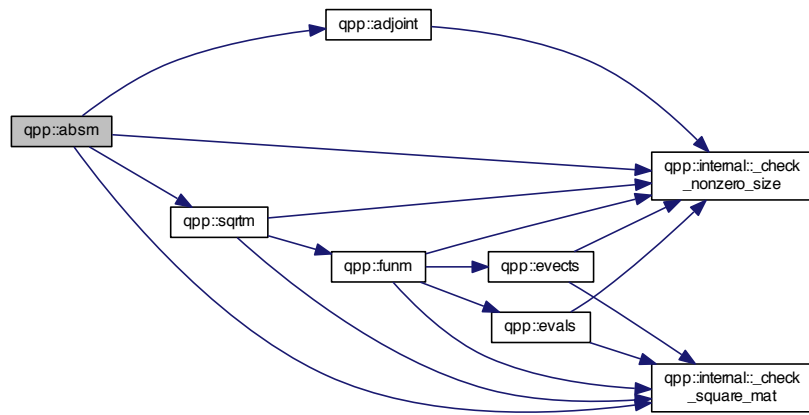 qpp::adjoint
qpp::absm
qpp::internal::_check
_nonzero_size
qpp::sqrtm
qpp::funm
qpp::evects
qpp::evals
qpp::internal::_check
_square_mat